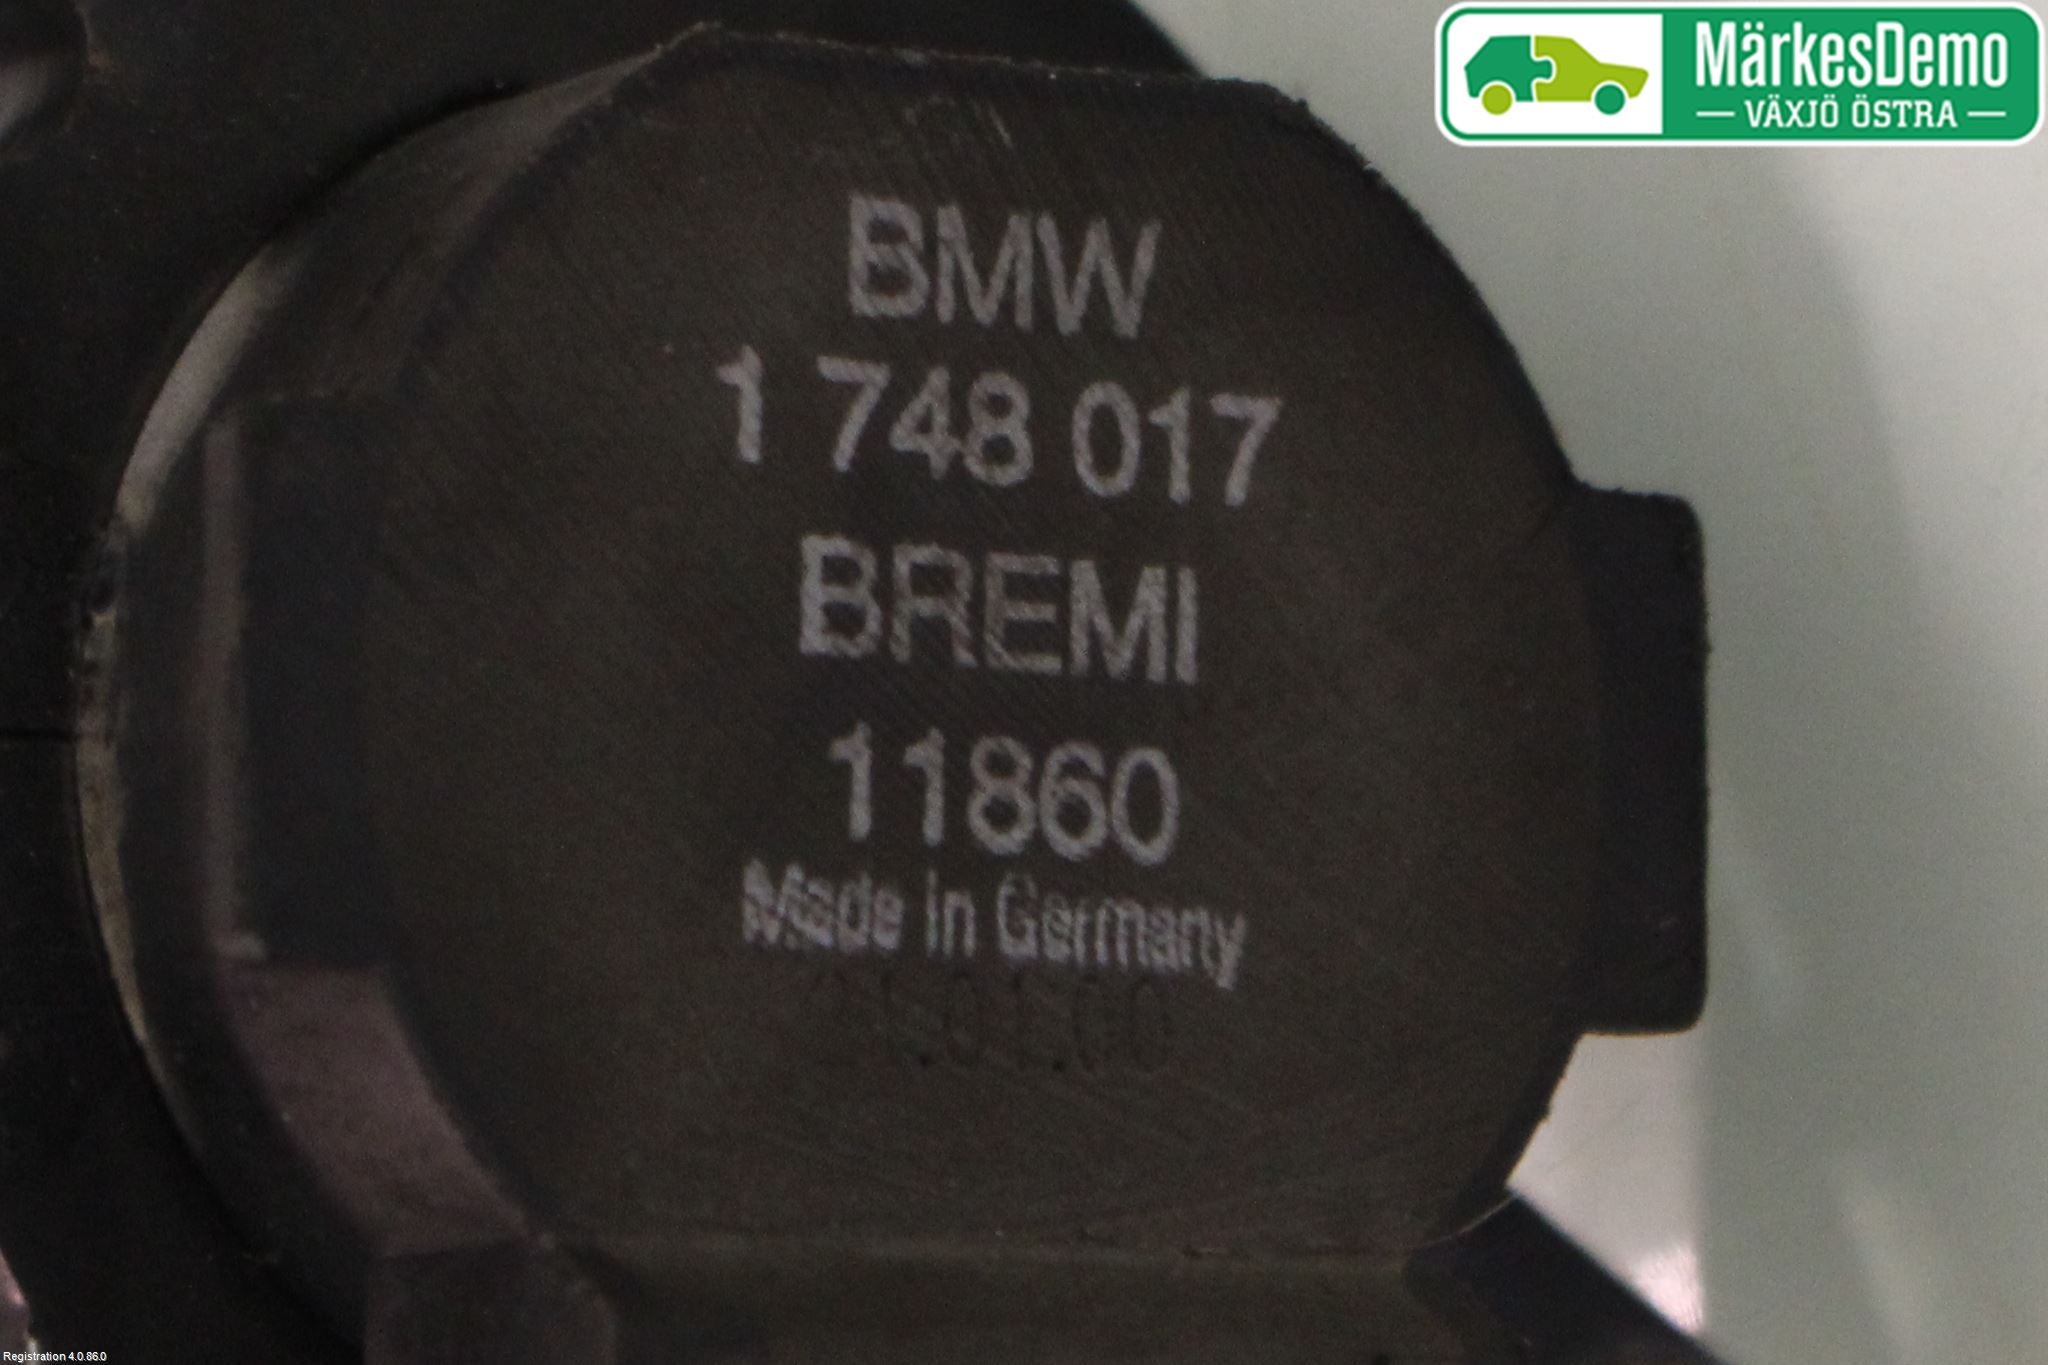 MärkesDemo
VÄXJÖ ÖSTRA
BMW
1 748 017
BREMI
11860
Made in Germany
Registration 4.0.86.0